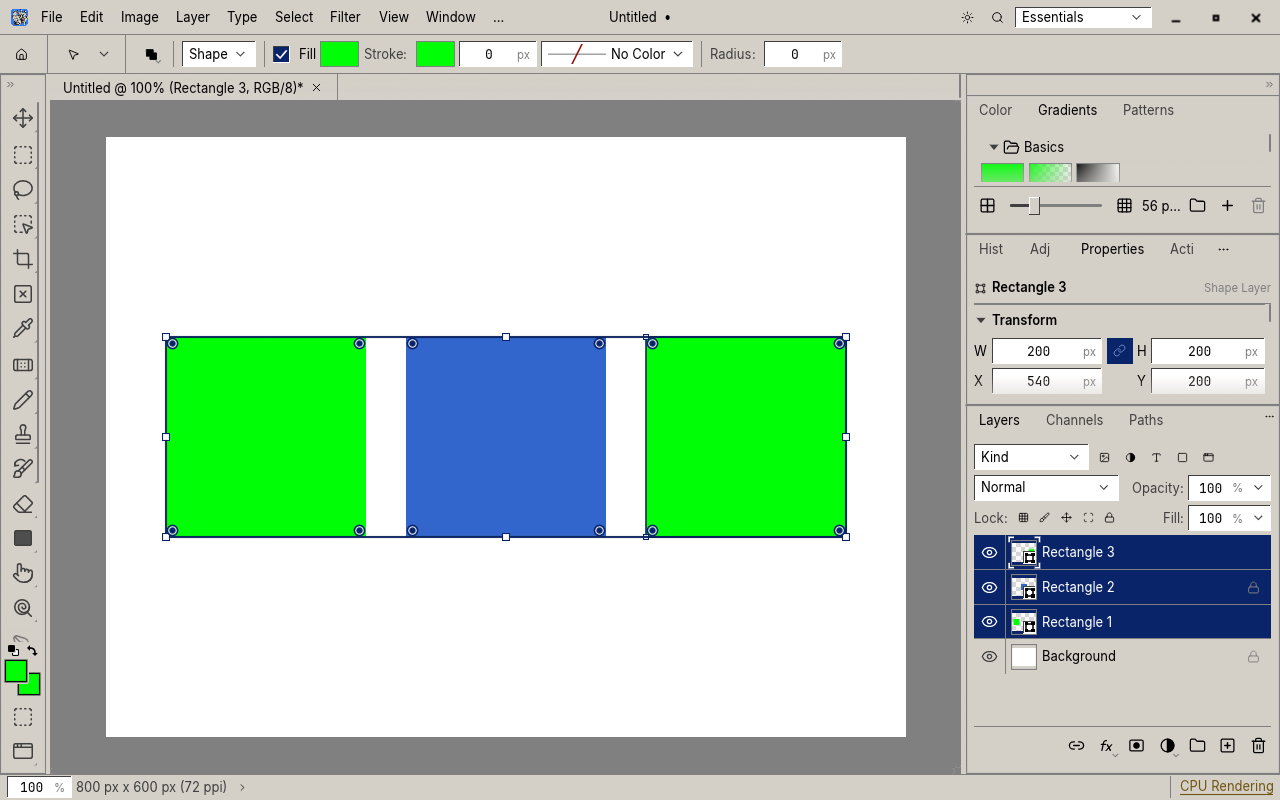 File Edit Image Layer Type Select Filter View Window ... Untitled • Essentials
Shape Fill Stroke: 0 px No Color Radius: 0 px
Untitled @ 100% (Rectangle 3, RGB/8)*
Color Gradients Patterns
Basics
56 p...
Hist Adj Properties Acti
Rectangle 3 Shape Layer
Transform
W 200 px H 200 px
X 540 px Y 200 px
Layers Channels Paths
Kind
Normal Opacity: 100 %
Lock: Fill: 100 %
Rectangle 3
Rectangle 2
Rectangle 1
Background
fx
100 % 800 px x 600 px (72 ppi) CPU Rendering